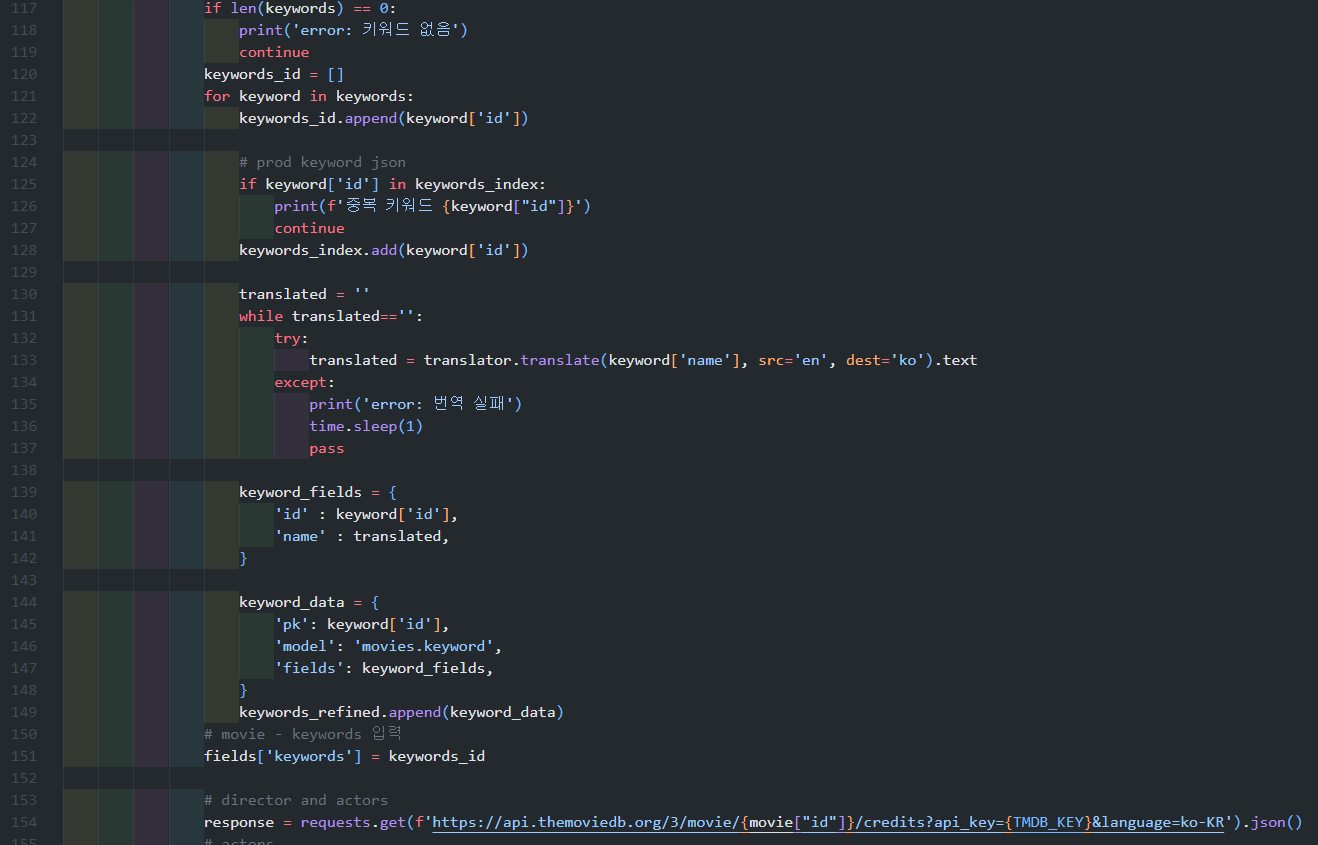 117 if len(keywords) == 0:
118 print('error: 키워드 없음')
119 continue
120 keywords_id = []
121 for keyword in keywords:
122 keywords_id.append(keyword['id'])
123
124 # prod keyword json
125 if keyword['id'] in keywords_index:
126 print(f'중복 키워드 {keyword["id"]}')
127 continue
128 keywords_index.add(keyword['id'])
129
130 translated = ''
131 while translated=='':
132 try:
133 translated = translator.translate(keyword['name'], src='en', dest='ko').text
134 except:
135 print('error: 번역 실패')
136 time.sleep(1)
137 pass
138
139 keyword_fields = {
140 'id' : keyword['id'],
141 'name' : translated,
142 }
143
144 keyword_data = {
145 'pk': keyword['id'],
146 'model': 'movies.keyword',
147 'fields': keyword_fields,
148 }
149 keywords_refined.append(keyword_data)
150 # movie - keywords 입력
151 fields['keywords'] = keywords_id
152
153 # director and actors
154 response = requests.get(f'https://api.themoviedb.org/3/movie/{movie["id"]}/credits?api_key={TMDB_KEY}&language=ko-KR').json()
155 # actors